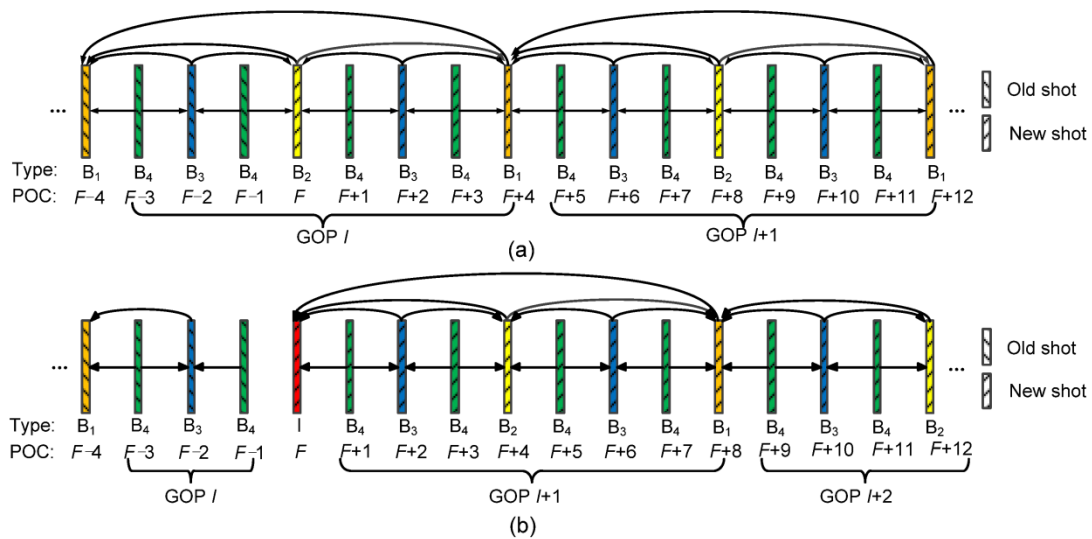 ... ...
Old shot
New shot
Type: B₁ B₄ B₃ B₄ B₂ B₄ B₃ B₄ B₁ B₄ B₃ B₄ B₂ B₄ B₃ B₄ B₁
POC: F−4 F−3 F−2 F−1 F F+1 F+2 F+3 F+4 F+5 F+6 F+7 F+8 F+9 F+10 F+11 F+12
GOP l GOP l+1
(a)
... ...
Old shot
New shot
Type: B₁ B₄ B₃ B₄ I B₄ B₃ B₄ B₂ B₄ B₃ B₄ B₁ B₄ B₃ B₄ B₂
POC: F−4 F−3 F−2 F−1 F F+1 F+2 F+3 F+4 F+5 F+6 F+7 F+8 F+9 F+10 F+11 F+12
GOP l GOP l+1 GOP l+2
(b)